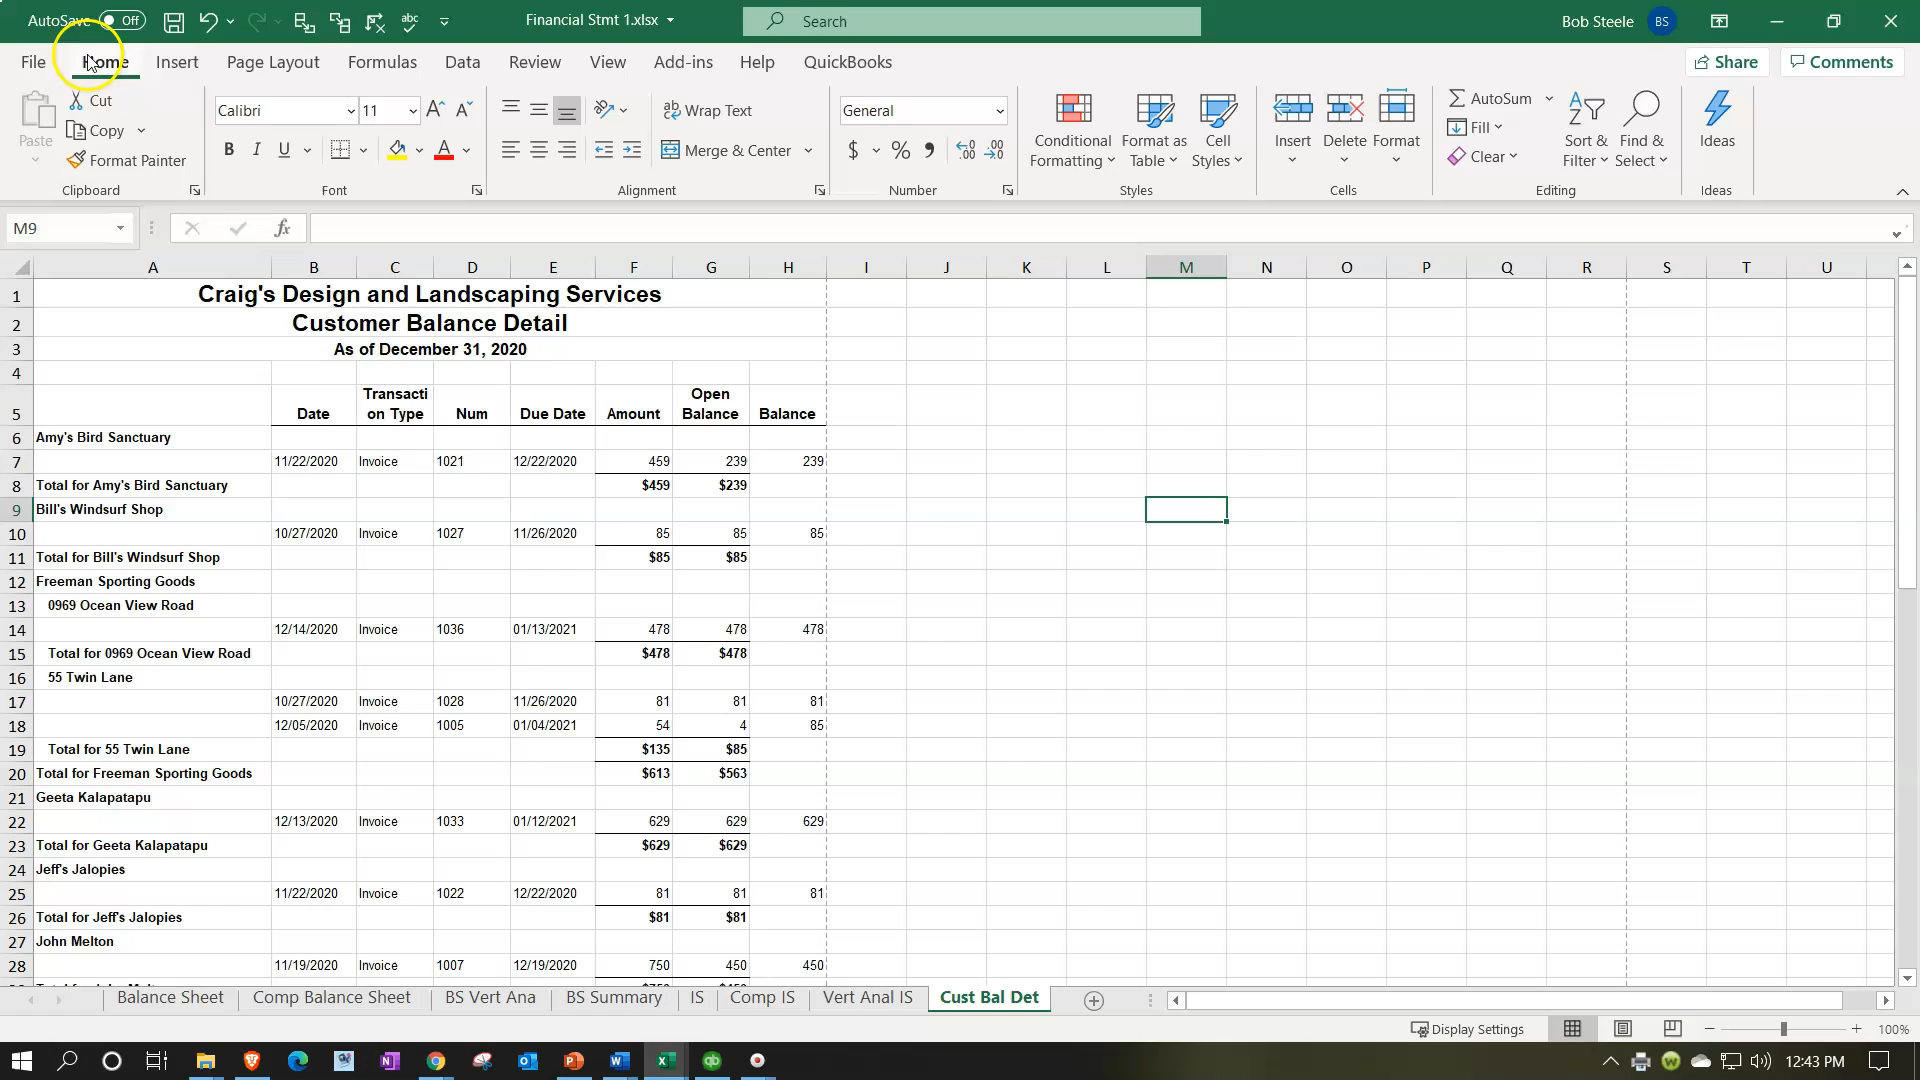 AutoSave Off Financial Stmt 1.xlsx Search Bob Steele BS
File Home Insert Page Layout Formulas Data Review View Add-ins Help QuickBooks Share Comments
Paste Cut Copy Format Painter Clipboard
Calibri 11 B I U A Font
Wrap Text Merge & Center Alignment
General $ % Number
Conditional Formatting Format as Table Cell Styles Styles
Insert Delete Format Cells
AutoSum Fill Clear Sort & Filter Find & Select Editing
Ideas Ideas
M9 fx
A B C D E F G H I J K L M N O P Q R S T U
1 Craig's Design and Landscaping Services
2 Customer Balance Detail
3 As of December 31, 2020
4
Transacti Open
5 Date on Type Num Due Date Amount Balance Balance
6 Amy's Bird Sanctuary
7 11/22/2020 Invoice 1021 12/22/2020 459 239 239
8 Total for Amy's Bird Sanctuary $459 $239
9 Bill's Windsurf Shop
10 10/27/2020 Invoice 1027 11/26/2020 85 85 85
11 Total for Bill's Windsurf Shop $85 $85
12 Freeman Sporting Goods
13 0969 Ocean View Road
14 12/14/2020 Invoice 1036 01/13/2021 478 478 478
15 Total for 0969 Ocean View Road $478 $478
16 55 Twin Lane
17 10/27/2020 Invoice 1028 11/26/2020 81 81 81
18 12/05/2020 Invoice 1005 01/04/2021 54 4 85
19 Total for 55 Twin Lane $135 $85
20 Total for Freeman Sporting Goods $613 $563
21 Geeta Kalapatapu
22 12/13/2020 Invoice 1033 01/12/2021 629 629 629
23 Total for Geeta Kalapatapu $629 $629
24 Jeff's Jalopies
25 11/22/2020 Invoice 1022 12/22/2020 81 81 81
26 Total for Jeff's Jalopies $81 $81
27 John Melton
28 11/19/2020 Invoice 1007 12/19/2020 750 450 450
Balance Sheet Comp Balance Sheet BS Vert Ana BS Summary IS Comp IS Vert Anal IS Cust Bal Det
Display Settings 100%
12:43 PM